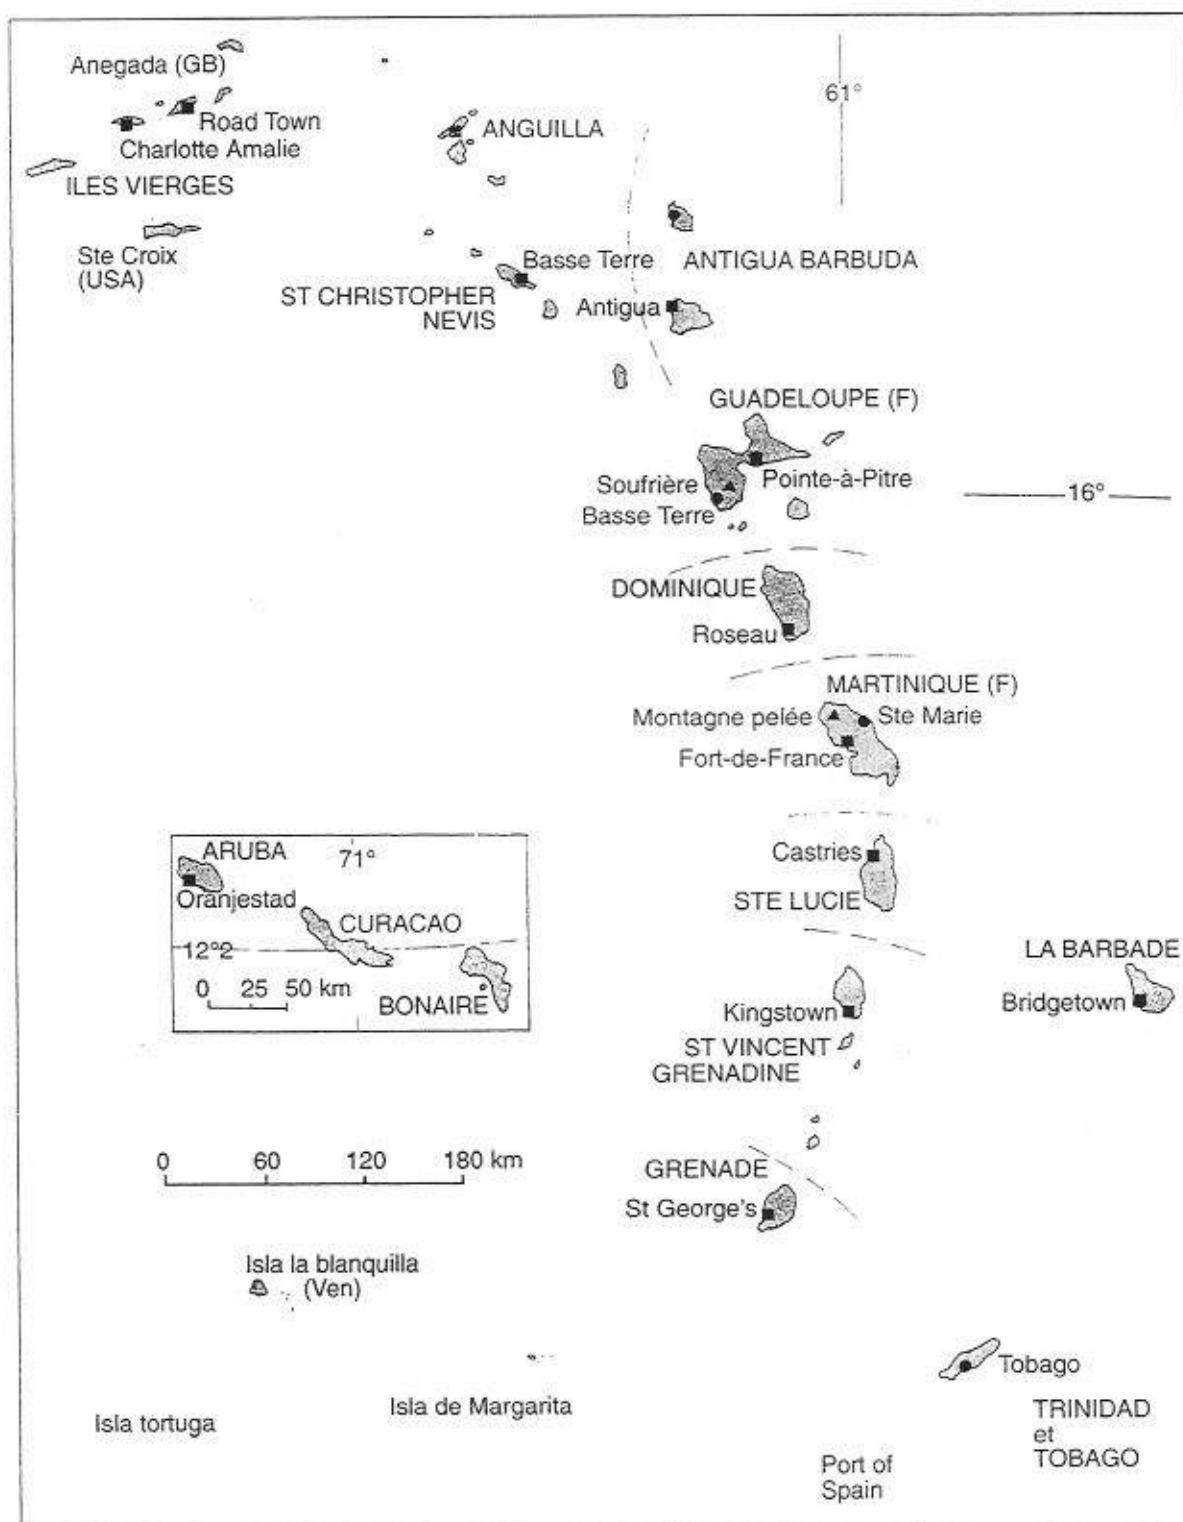 Anegada (GB)
61°
Road Town
Charlotte Amalie
ANGUILLA
ILES VIERGES
Ste Croix
(USA)
Basse Terre
ANTIGUA BARBUDA
ST CHRISTOPHER
NEVIS
Antigua
GUADELOUPE (F)
Soufrière
Pointe-à-Pitre
Basse Terre
16°
DOMINIQUE
Roseau
MARTINIQUE (F)
Montagne pelée
Ste Marie
Fort-de-France
Castries
STE LUCIE
ARUBA
71°
Oranjestad
CURACAO
12°2
0 25 50 km
BONAIRE
LA BARBADE
Bridgetown
Kingstown
ST VINCENT
GRENADINE
0 60 120 180 km
GRENADE
St George's
Isla la blanquilla
(Ven)
Tobago
Isla tortuga
Isla de Margarita
TRINIDAD
et
TOBAGO
Port of
Spain